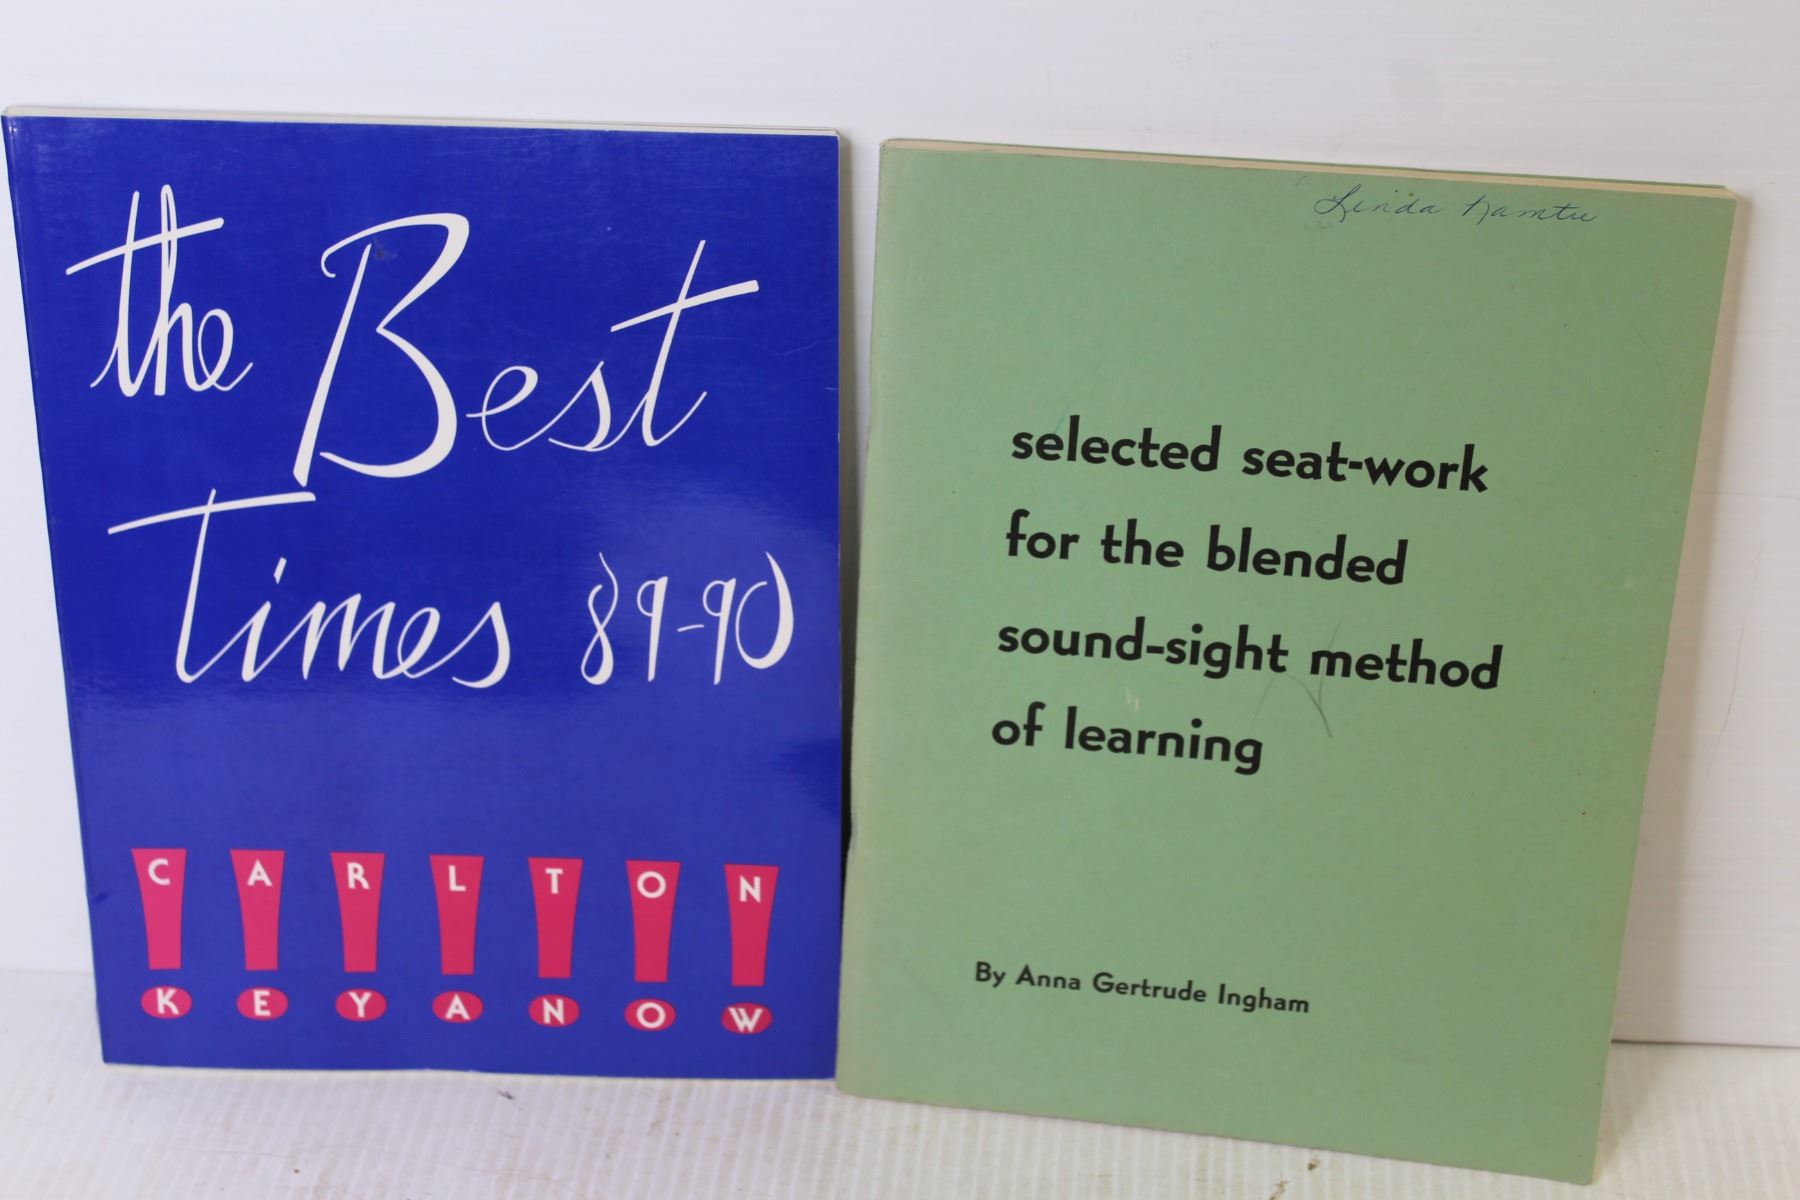 the Best
Times 89-90
CARLTON
KEYANOW
Linda
selected seat-work
for the blended
sound-sight method
of learning
By Anna Gertrude Ingham